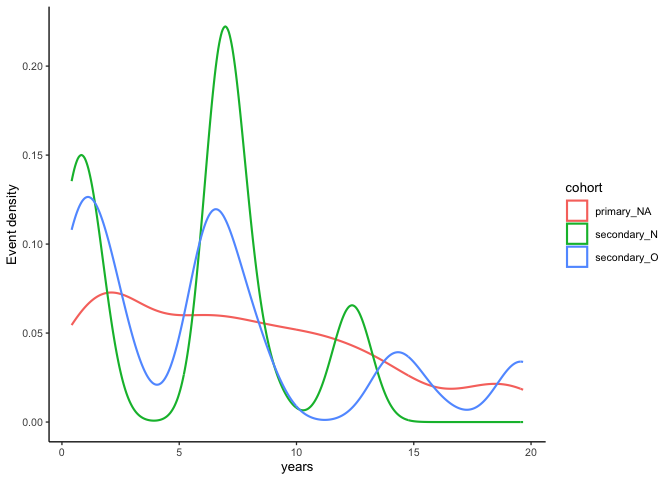 0.20
0.15
0.10
0.05
0.00
Event density
0
5
10
15
20
years
cohort
primary_NA
secondary_N
secondary_O